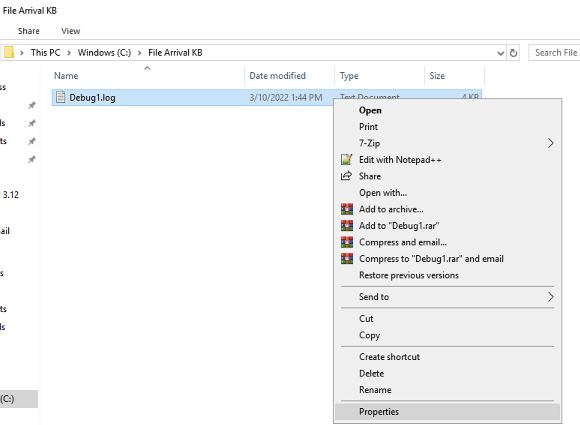 File Arrival KB
Share View
This PC > Windows (C:) > File Arrival KB
Search File
Name Date modified Type Size
Debug1.log 3/10/2022 1:44 PM Text Document 4 KB
Open
Print
7-Zip
Edit with Notepad++
Share
Open with...
Add to archive...
Add to "Debug1.rar"
Compress and email...
Compress to "Debug1.rar" and email
Restore previous versions
Send to
Cut
Copy
Create shortcut
Delete
Rename
Properties
ss
ds
ts
3.12
ail
s
ts
ds
(C:)